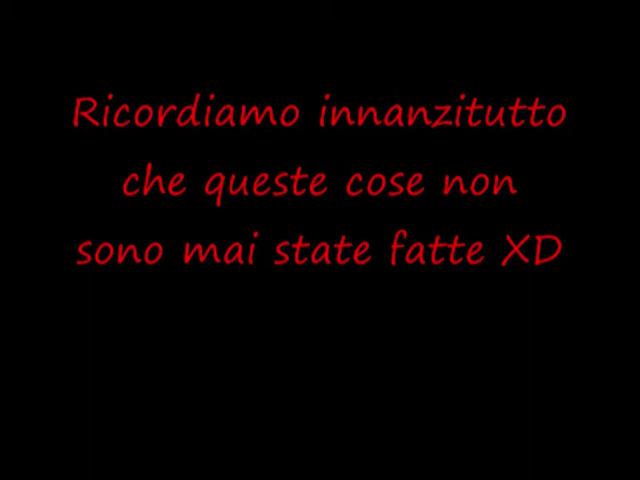 Ricordiamo innanzitutto
che queste cose non
sono mai state fatte XD